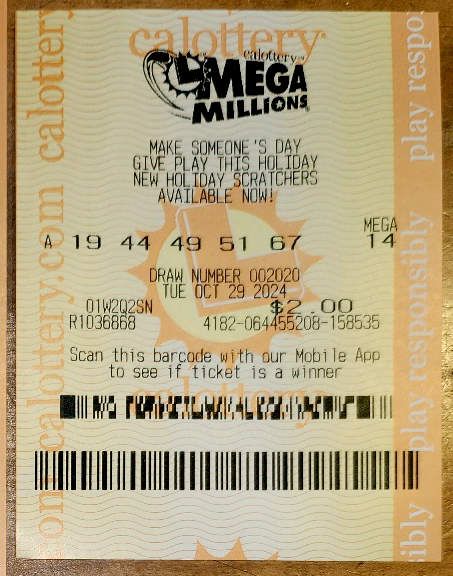 calottery
calottery
MEGA
MILLIONS
MAKE SOMEONE'S DAY
GIVE PLAY THIS HOLIDAY
NEW HOLIDAY SCRATCHERS
AVAILABLE NOW!
MEGA
A 19 44 49 51 67 14
DRAW NUMBER 002020
TUE OCT 29 2024
01W2Q2SN $2.00
R1036868 4182-064455208-158535
Scan this barcode with our Mobile App
to see if ticket is a winner
calottery
calottery.com calottery
play responsibly play respo